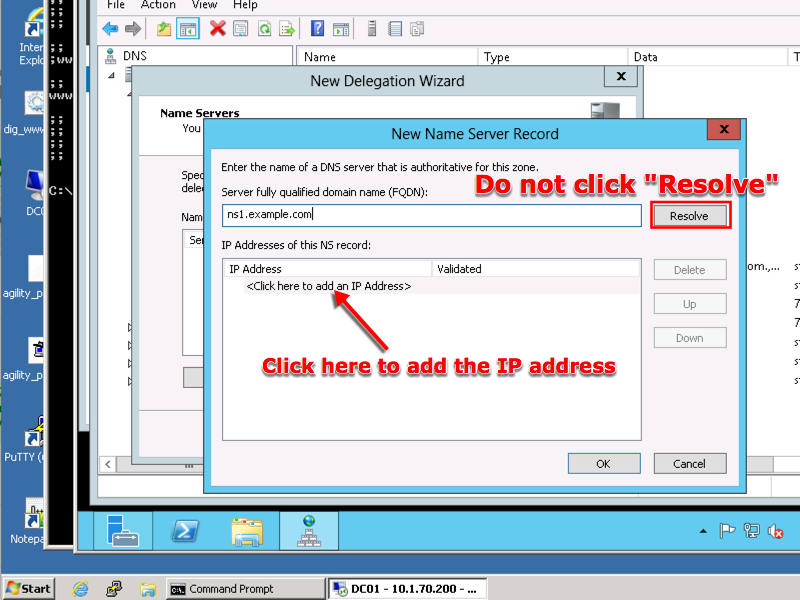 File Action View Help
DNS
Name Type Data
New Delegation Wizard
Name Servers
You
New Name Server Record
Enter the name of a DNS server that is authoritative for this zone.
Server fully qualified domain name (FQDN):
Do not click "Resolve"
ns1.example.com
Resolve
IP Addresses of this NS record:
IP Address Validated
<Click here to add an IP Address>
Delete
Up
Down
Click here to add the IP address
OK Cancel
Spec
dele
Nam
Ser
om.,...
Inter
Explo
;;
;ww
;;
www
;;
C:\
dig_www
DC0
agility_p
agility_p
PuTTY (
Notepa
Start
Command Prompt
DC01 - 10.1.70.200 - ...